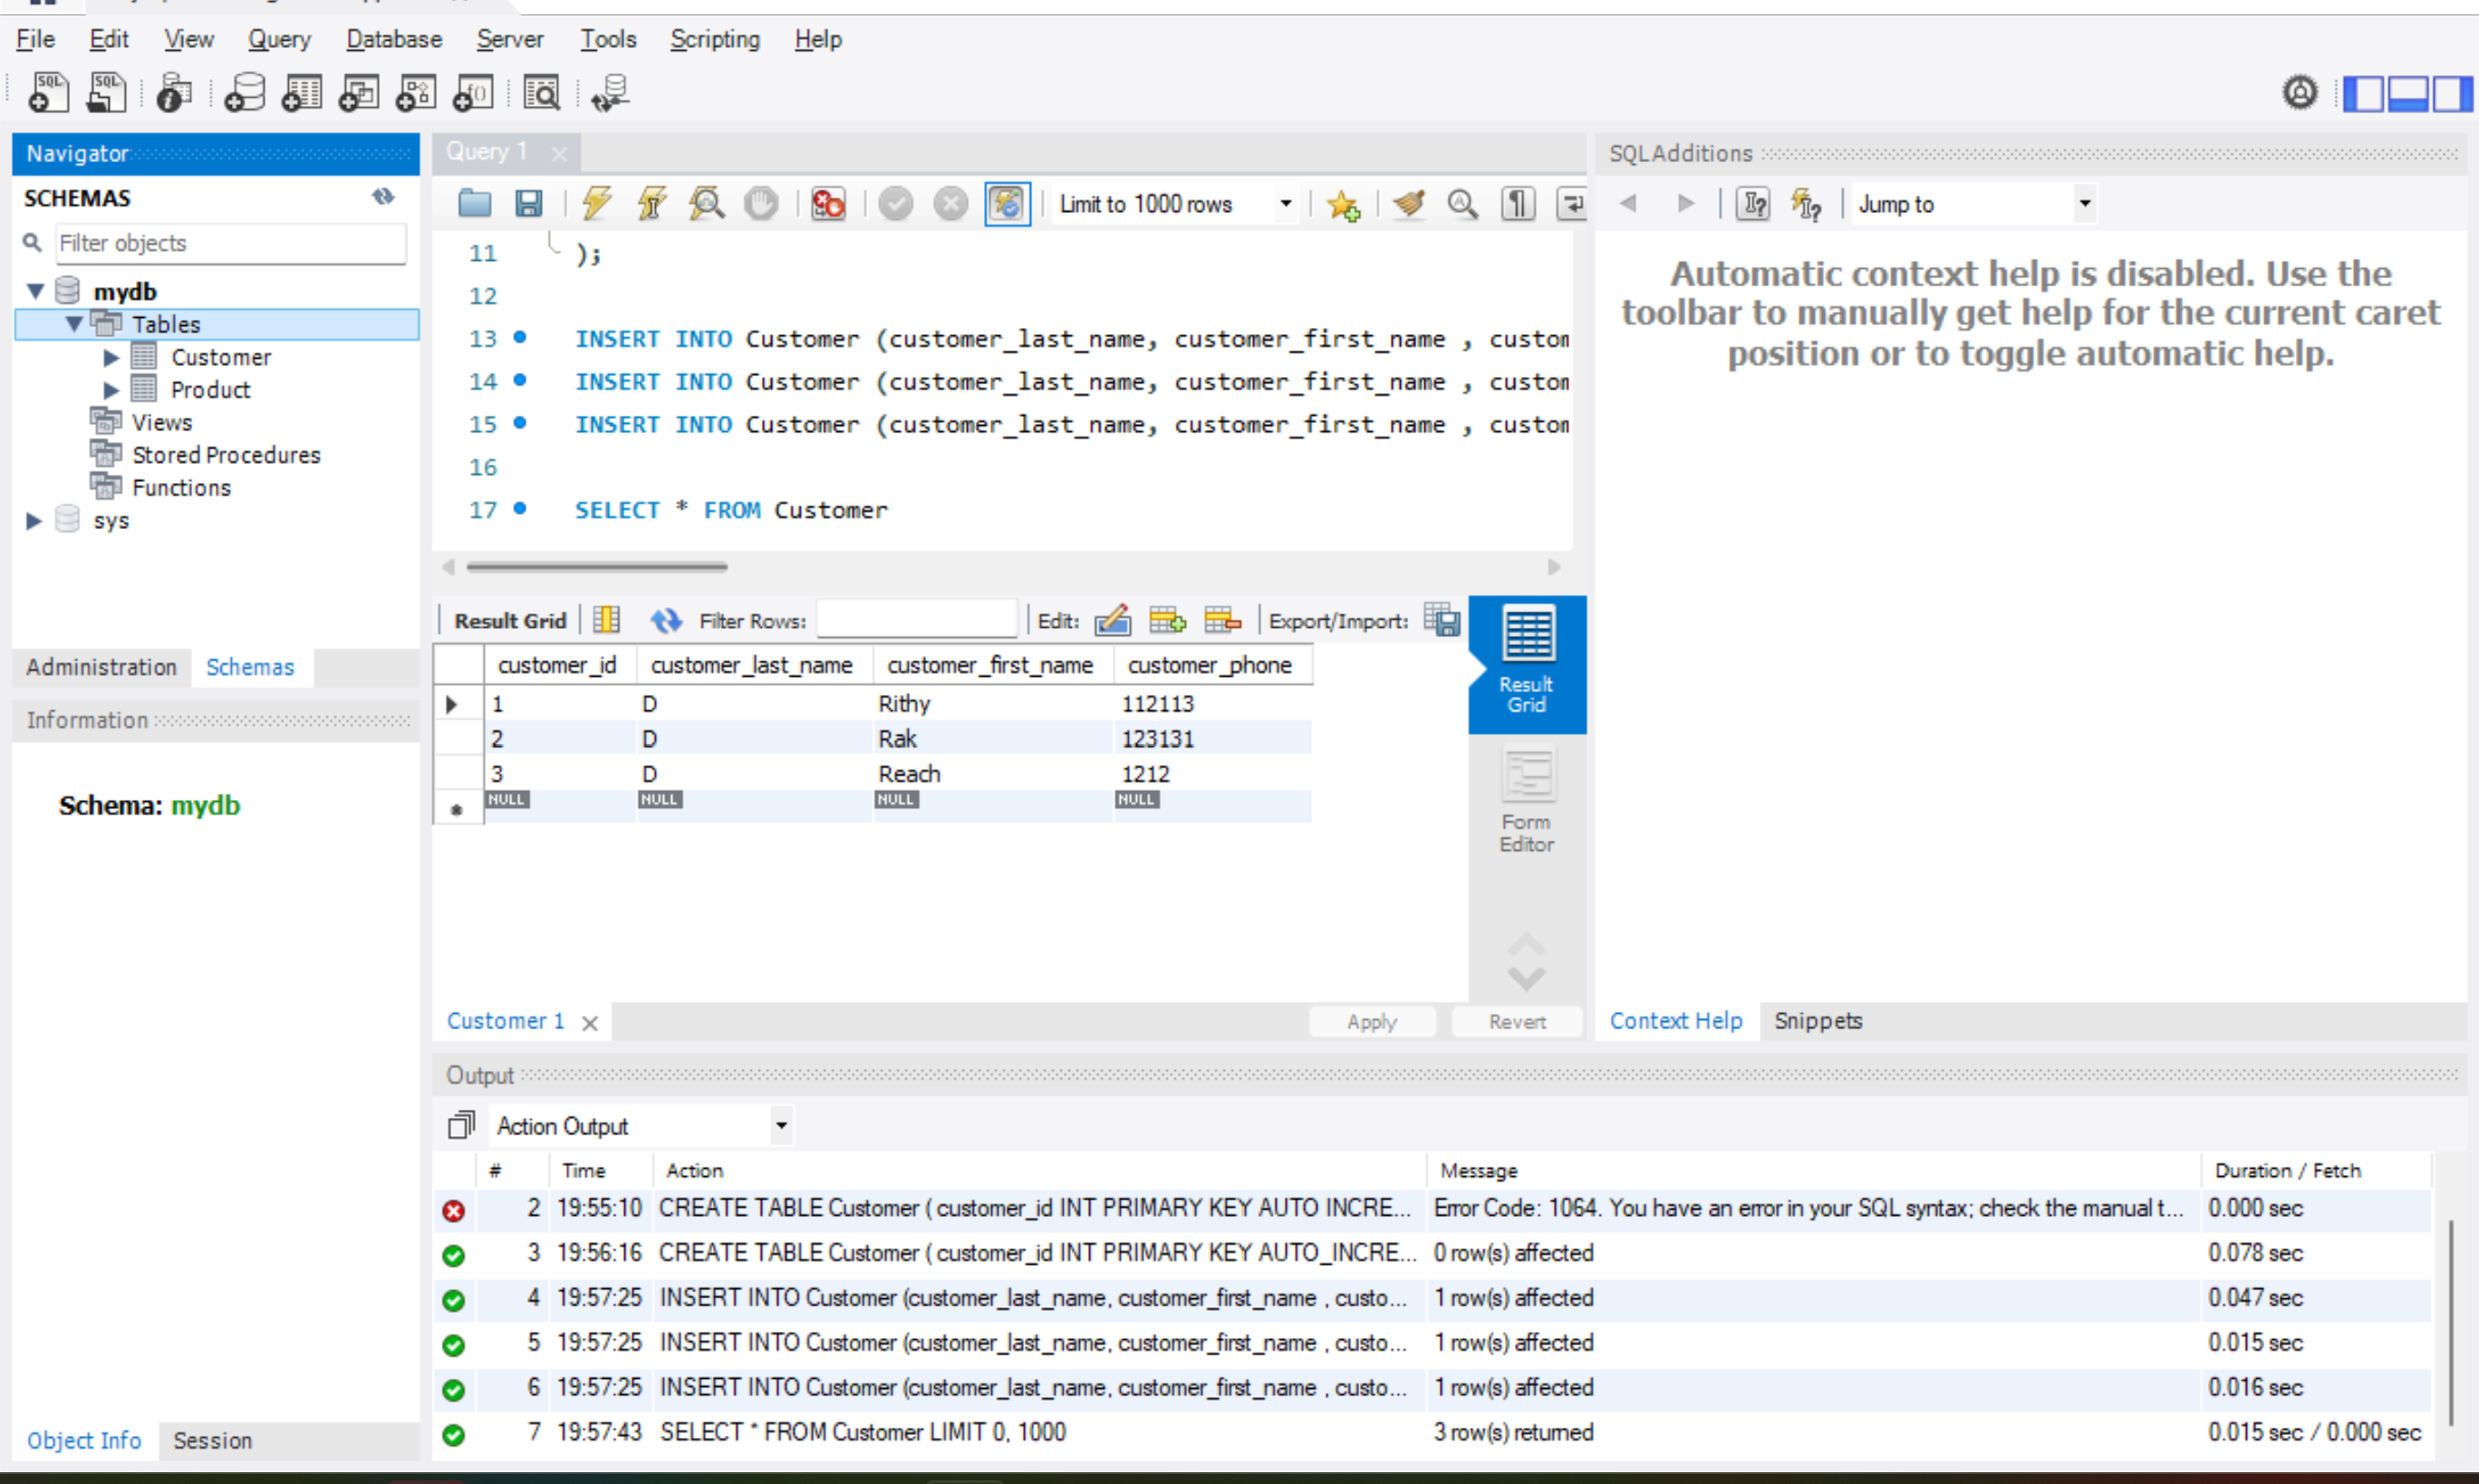 File Edit View Query Database Server Tools Scripting Help
Navigator
SCHEMAS
Filter objects
mydb
Tables
Customer
Product
Views
Stored Procedures
Functions
sys
Administration Schemas
Information
Schema: mydb
Object Info Session
Query 1
Limit to 1000 rows
11 );
12
13 INSERT INTO Customer (customer_last_name, customer_first_name , custom
14 INSERT INTO Customer (customer_last_name, customer_first_name , custom
15 INSERT INTO Customer (customer_last_name, customer_first_name , custom
16
17 SELECT * FROM Customer
Result Grid Filter Rows: Edit: Export/Import:
customer_id customer_last_name customer_first_name customer_phone
1 D Rithy 112113
2 D Rak 123131
3 D Reach 1212
NULL NULL NULL NULL
Result
Grid
Form
Editor
Customer 1 Apply Revert
SQLAdditions
Jump to
Automatic context help is disabled. Use the
toolbar to manually get help for the current caret
position or to toggle automatic help.
Context Help Snippets
Output
Action Output
# Time Action Message Duration / Fetch
2 19:55:10 CREATE TABLE Customer ( customer_id INT PRIMARY KEY AUTO INCRE... Error Code: 1064. You have an error in your SQL syntax; check the manual t... 0.000 sec
3 19:56:16 CREATE TABLE Customer ( customer_id INT PRIMARY KEY AUTO_INCRE... 0 row(s) affected 0.078 sec
4 19:57:25 INSERT INTO Customer (customer_last_name, customer_first_name , custo... 1 row(s) affected 0.047 sec
5 19:57:25 INSERT INTO Customer (customer_last_name, customer_first_name , custo... 1 row(s) affected 0.015 sec
6 19:57:25 INSERT INTO Customer (customer_last_name, customer_first_name , custo... 1 row(s) affected 0.016 sec
7 19:57:43 SELECT * FROM Customer LIMIT 0, 1000 3 row(s) returned 0.015 sec / 0.000 sec